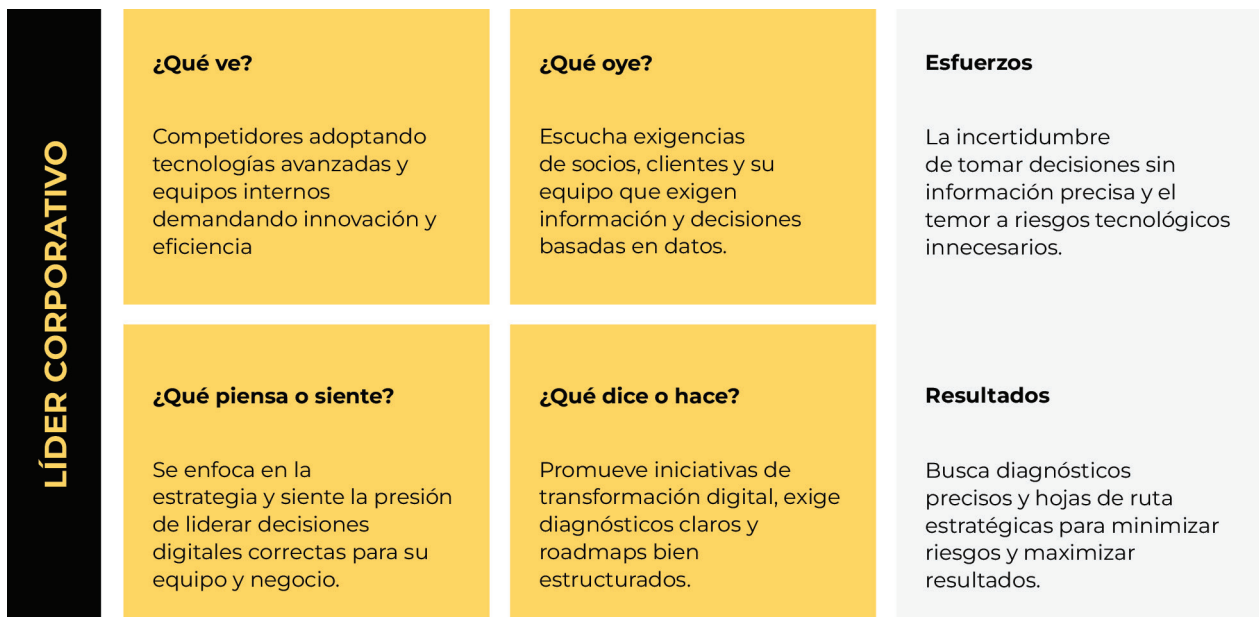 LÍDER CORPORATIVO
¿Qué ve?
Competidores adoptando
tecnologías avanzadas y
equipos internos
demandando innovación y
eficiencia
¿Qué oye?
Escucha exigencias
de socios, clientes y su
equipo que exigen
información y decisiones
basadas en datos.
Esfuerzos
La incertidumbre
de tomar decisiones sin
información precisa y el
temor a riesgos tecnológicos
innecesarios.
¿Qué piensa o siente?
Se enfoca en la
estrategia y siente la presión
de liderar decisiones
digitales correctas para su
equipo y negocio.
¿Qué dice o hace?
Promueve iniciativas de
transformación digital, exige
diagnósticos claros y
roadmaps bien
estructurados.
Resultados
Busca diagnósticos
precisos y hojas de ruta
estratégicas para minimizar
riesgos y maximizar
resultados.